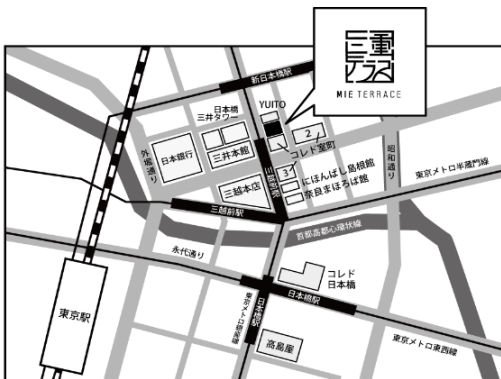 三重テラス
MIE TERRACE
新日本橋駅
YUITO
日本橋
三井タワー
2
外堀通り
日本銀行
三井本館
コレド室町
昭和通り
3
三越前駅
にほんばし島根館
奈良まほろば館
東京メトロ半蔵門線
三越本店
三越前駅
首都高都心環状線
永代通り
コレド
日本橋
東京駅
日本橋駅
日本橋駅
東京メトロ銀座線
東京メトロ東西線
高島屋